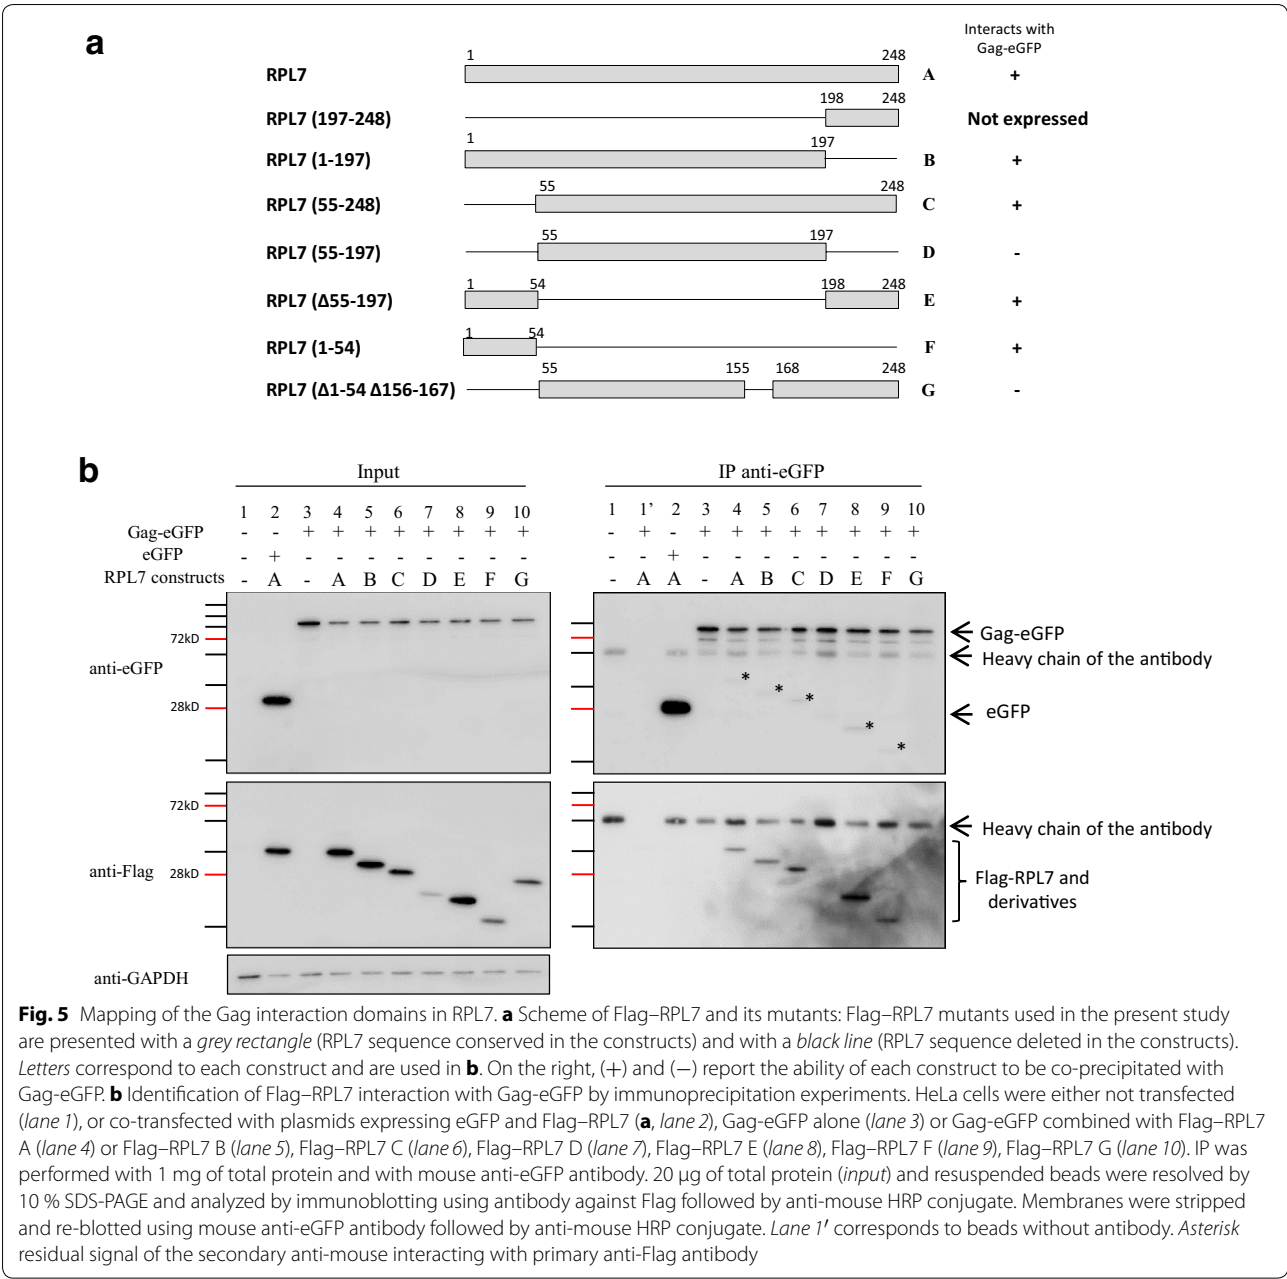 a
Interacts with
Gag-eGFP
1 248
RPL7 A +
198 248
RPL7 (197-248) Not expressed
1 197
RPL7 (1-197) B +
55 248
RPL7 (55-248) C +
55 197
RPL7 (55-197) D -
1 54 198 248
RPL7 (Δ55-197) E +
1 54
RPL7 (1-54) F +
55 155 168 248
RPL7 (Δ1-54 Δ156-167) G -
b
Input IP anti-eGFP
1 2 3 4 5 6 7 8 9 10 1 1’ 2 3 4 5 6 7 8 9 10
Gag-eGFP - - + + + + + + + + - + - + + + + + + + +
eGFP - + - - - - - - - - - - + - - - - - - - -
RPL7 constructs - A - A B C D E F G - A A - A B C D E F G
72kD
anti-eGFP
28kD
Gag-eGFP
Heavy chain of the antibody
eGFP
* * * * *
72kD
anti-Flag
28kD
Heavy chain of the antibody
Flag-RPL7 and
derivatives
anti-GAPDH
Fig. 5 Mapping of the Gag interaction domains in RPL7. a Scheme of Flag–RPL7 and its mutants: Flag–RPL7 mutants used in the present study
are presented with a grey rectangle (RPL7 sequence conserved in the constructs) and with a black line (RPL7 sequence deleted in the constructs).
Letters correspond to each construct and are used in b. On the right, (+) and (−) report the ability of each construct to be co-precipitated with
Gag-eGFP. b Identification of Flag–RPL7 interaction with Gag-eGFP by immunoprecipitation experiments. HeLa cells were either not transfected
(lane 1), or co-transfected with plasmids expressing eGFP and Flag–RPL7 (a, lane 2), Gag-eGFP alone (lane 3) or Gag-eGFP combined with Flag–RPL7
A (lane 4) or Flag–RPL7 B (lane 5), Flag–RPL7 C (lane 6), Flag–RPL7 D (lane 7), Flag–RPL7 E (lane 8), Flag–RPL7 F (lane 9), Flag–RPL7 G (lane 10). IP was
performed with 1 mg of total protein and with mouse anti-eGFP antibody. 20 μg of total protein (input) and resuspended beads were resolved by
10 % SDS-PAGE and analyzed by immunoblotting using antibody against Flag followed by anti-mouse HRP conjugate. Membranes were stripped
and re-blotted using mouse anti-eGFP antibody followed by anti-mouse HRP conjugate. Lane 1′ corresponds to beads without antibody. Asterisk
residual signal of the secondary anti-mouse interacting with primary anti-Flag antibody